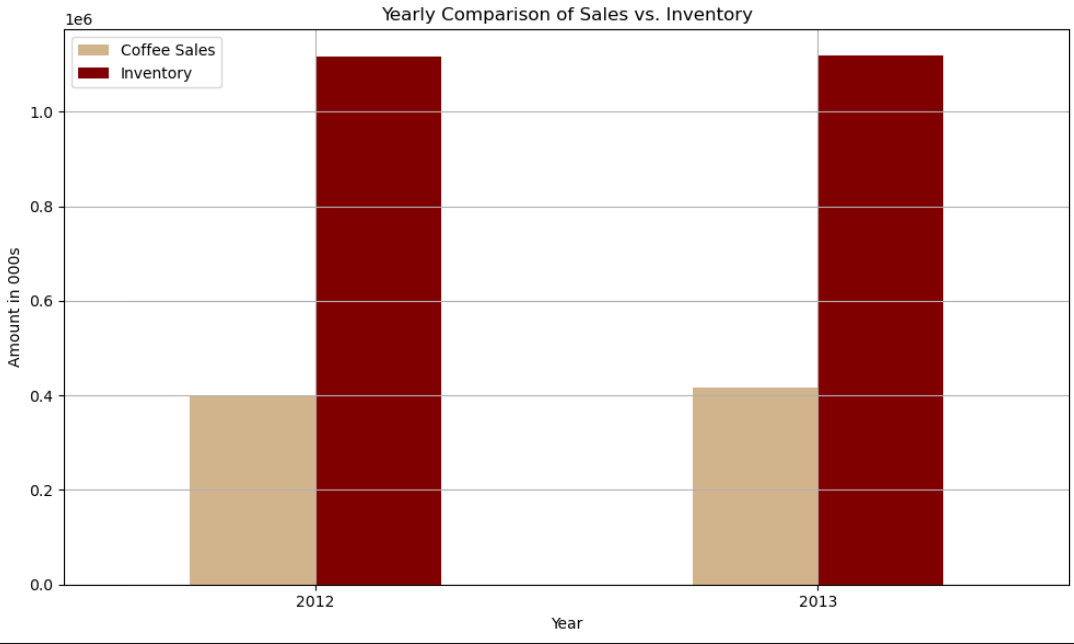 Yearly Comparison of Sales vs. Inventory
1e6
Coffee Sales
Inventory
1.0
0.8
0.6
0.4
0.2
0.0
Amount in 000s
2012 2013
Year